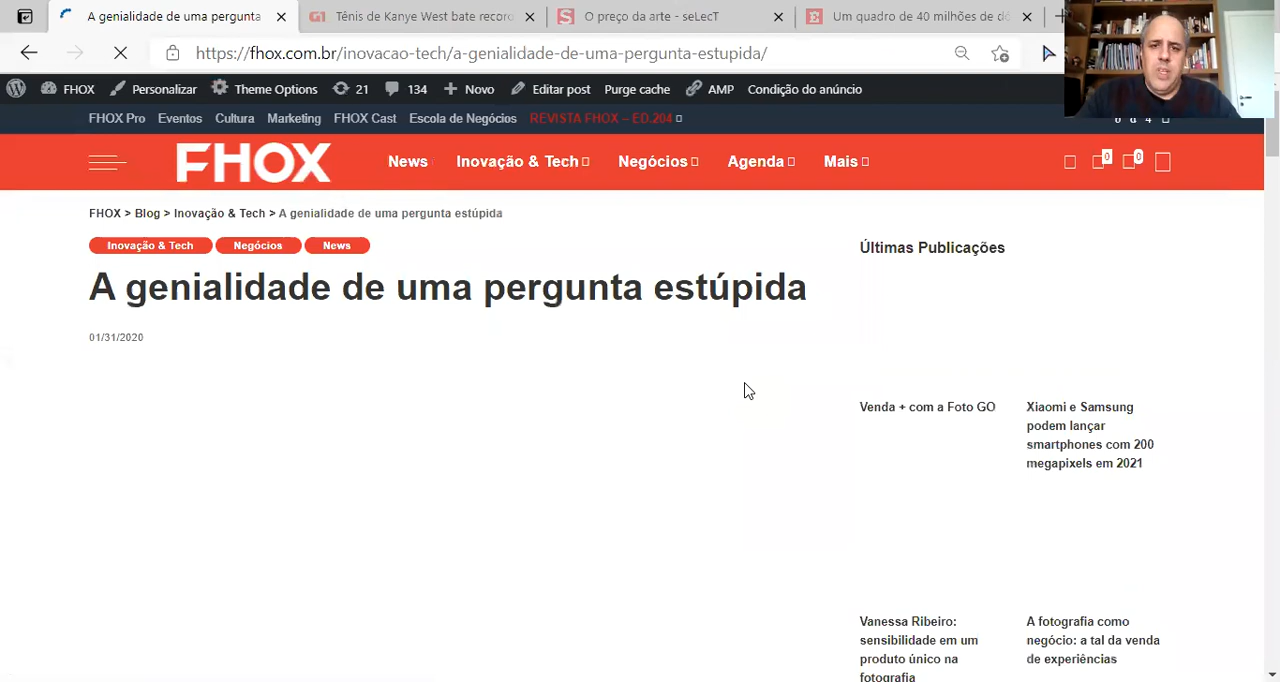 A genialidade de uma pergunta
Tênis de Kanye West bate recoro
O preço da arte - seLecT
Um quadro de 40 milhões de dó
https://fhox.com.br/inovacao-tech/a-genialidade-de-uma-pergunta-estupida/
FHOX Personalizar Theme Options 21 134 Novo Editar post Purge cache AMP Condição do anúncio
FHOX Pro Eventos Cultura Marketing FHOX Cast Escola de Negócios REVISTA FHOX – ED.204
FHOX News Inovação & Tech Negócios Agenda Mais 0 0
FHOX > Blog > Inovação & Tech > A genialidade de uma pergunta estúpida
Inovação & Tech Negócios News
A genialidade de uma pergunta estúpida
01/31/2020
Últimas Publicações
Venda + com a Foto GO
Xiaomi e Samsung
podem lançar
smartphones com 200
megapixels em 2021
Vanessa Ribeiro:
sensibilidade em um
produto único na
fotografia
A fotografia como
negócio: a tal da venda
de experiências